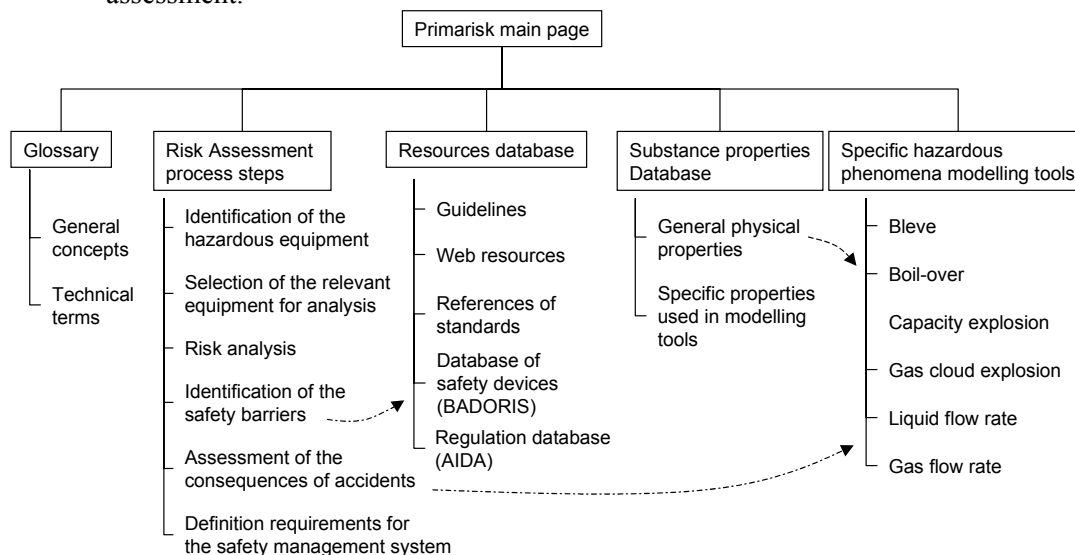 assessment.
Primarisk main page
Glossary
General
concepts
Technical
terms
Risk Assessment
process steps
Identification of the
hazardous equipment
Selection of the relevant
equipment for analysis
Risk analysis
Identification of the
safety barriers
Assessment of the
consequences of accidents
Definition requirements for
the safety management system
Resources database
Guidelines
Web resources
References of
standards
Database of
safety devices
(BADORIS)
Regulation database
(AIDA)
Substance properties
Database
General physical
properties
Specific properties
used in modelling
tools
Specific hazardous
phenomena modelling tools
Bleve
Boil-over
Capacity explosion
Gas cloud explosion
Liquid flow rate
Gas flow rate